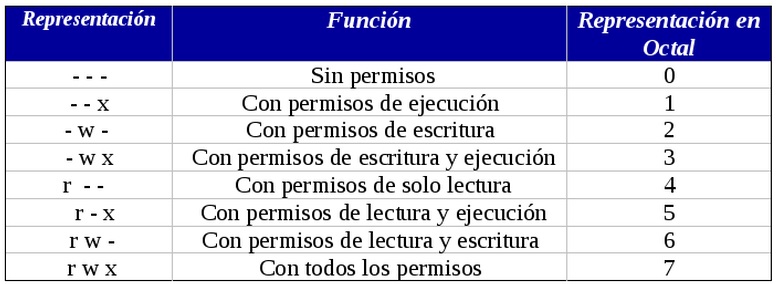 Representación Función Representación en
Octal
- - - Sin permisos 0
- - x Con permisos de ejecución 1
- w - Con permisos de escritura 2
- w x Con permisos de escritura y ejecución 3
r - - Con permisos de solo lectura 4
r - x Con permisos de lectura y ejecución 5
r w - Con permisos de lectura y escritura 6
r w x Con todos los permisos 7